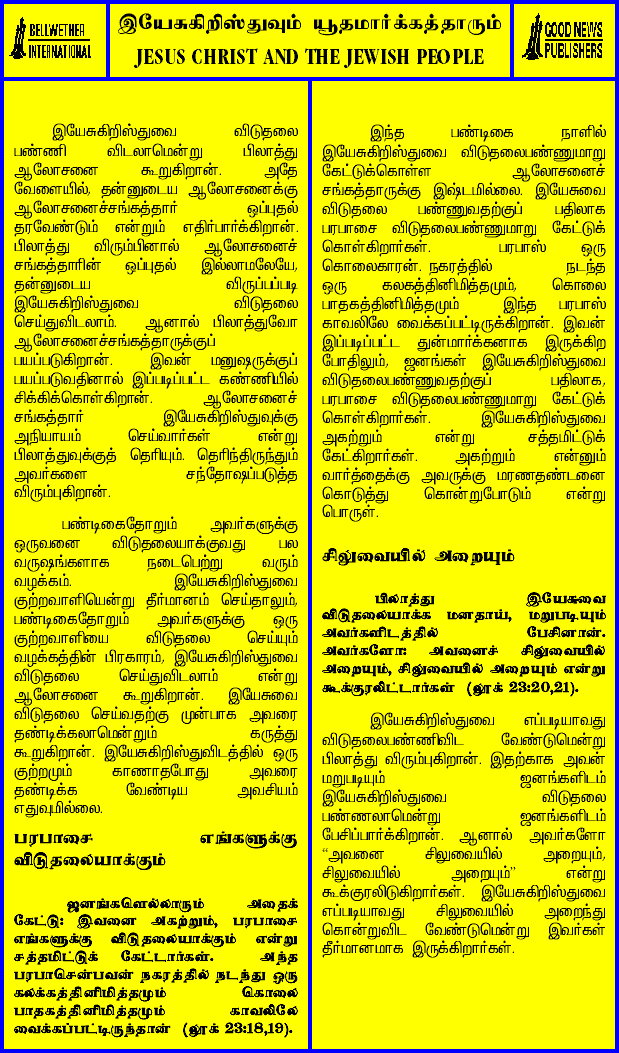 BELLWETHER
INTERNATIONAL
இயேசுகிறிஸ்துவும் யூதமார்க்கத்தாரும்
JESUS CHRIST AND THE JEWISH PEOPLE
GOOD NEWS
PUBLISHERS
இயேசுகிறிஸ்துவை விடுதலை
பண்ணி விடலாமென்று பிலாத்து
ஆலோசனை கூறுகிறான். அதே
வேளையில், தன்னுடைய ஆலோசனைக்கு
ஆலோசனைச்சங்கத்தார் ஒப்புதல்
தரவேண்டும் என்றும் எதிர்பார்க்கிறான்.
பிலாத்து விரும்பினால் ஆலோசனைச்
சங்கத்தாரின் ஒப்புதல் இல்லாமலேயே,
தன்னுடைய விருப்பப்படி
இயேசுகிறிஸ்துவை விடுதலை
செய்துவிடலாம். ஆனால் பிலாத்துவோ
ஆலோசனைச்சங்கத்தாருக்குப்
பயப்படுகிறான். இவன் மனுஷருக்குப்
பயப்படுவதினால் இப்படிப்பட்ட கண்ணியில்
சிக்கிக்கொள்கிறான். ஆலோசனைச்
சங்கத்தார் இயேசுகிறிஸ்துவுக்கு
அநியாயம் செய்வார்கள் என்று
பிலாத்துவுக்குத் தெரியும். தெரிந்திருந்தும்
அவர்களை சந்தோஷப்படுத்த
விரும்புகிறான்.
பண்டிகைதோறும் அவர்களுக்கு
ஒருவனை விடுதலையாக்குவது பல
வருஷங்களாக நடைபெற்று வரும்
வழக்கம். இயேசுகிறிஸ்துவை
குற்றவாளியென்று தீர்மானம் செய்தாலும்,
பண்டிகைதோறும் அவர்களுக்கு ஒரு
குற்றவாளியை விடுதலை செய்யும்
வழக்கத்தின் பிரகாரம், இயேசுகிறிஸ்துவை
விடுதலை செய்துவிடலாம் என்று
ஆலோசனை கூறுகிறான். இயேசுவை
விடுதலை செய்வதற்கு முன்பாக அவரை
தண்டிக்கலாமென்றும் கருத்து
கூறுகிறான். இயேசுகிறிஸ்துவிடத்தில் ஒரு
குற்றமும் காணாதபோது அவரை
தண்டிக்க வேண்டிய அவசியம்
எதுவுமில்லை.
பரபாசை எங்களுக்கு
விடுதலையாக்கும்
ஜனங்களெல்லாரும் அதைக்
கேட்டு: இவனை அகற்றும், பரபாசை
எங்களுக்கு விடுதலையாக்கும் என்று
சத்தமிட்டுக் கேட்டார்கள். அந்த
பரபாசென்பவன் நகரத்தில் நடந்து ஒரு
கலக்கத்தினிமித்தமும் கொலை
பாதகத்தினிமித்தமும் காவலிலே
வைக்கப்பட்டிருந்தான் (லூக் 23:18,19).
இந்த பண்டிகை நாளில்
இயேசுகிறிஸ்துவை விடுதலைபண்ணுமாறு
கேட்டுக்கொள்ள ஆலோசனைச்
சங்கத்தாருக்கு இஷ்டமில்லை. இயேசுவை
விடுதலை பண்ணுவதற்குப் பதிலாக
பரபாசை விடுதலைபண்ணுமாறு கேட்டுக்
கொள்கிறார்கள். பரபாஸ் ஒரு
கொலைகாரன். நகரத்தில் நடந்த
ஒரு கலகத்தினிமித்தமும், கொலை
பாதகத்தினிமித்தமும் இந்த பரபாஸ்
காவலிலே வைக்கப்பட்டிருக்கிறான். இவன்
இப்படிப்பட்ட துன்மார்க்கனாக இருக்கிற
போதிலும், ஜனங்கள் இயேசுகிறிஸ்துவை
விடுதலைபண்ணுவதற்குப் பதிலாக,
பரபாசை விடுதலைபண்ணுமாறு கேட்டுக்
கொள்கிறார்கள். இயேசுகிறிஸ்துவை
அகற்றும் என்று சத்தமிட்டுக்
கேட்கிறார்கள். அகற்றும் என்னும்
வார்த்தைக்கு அவருக்கு மரணதண்டனை
கொடுத்து கொன்றுபோடும் என்று
பொருள்.
சிலுவையில் அறையும்
பிலாத்து இயேசுவை
விடுதலையாக்க மனதாய், மறுபடியும்
அவர்களிடத்தில் பேசினான்.
அவர்களோ: அவனைச் சிலுவையில்
அறையும், சிலுவையில் அறையும் என்று
கூக்குரலிட்டார்கள் (லூக் 23:20,21).
இயேசுகிறிஸ்துவை எப்படியாவது
விடுதலைபண்ணிவிட வேண்டுமென்று
பிலாத்து விரும்புகிறான். இதற்காக அவன்
மறுபடியும் ஜனங்களிடம்
இயேசுகிறிஸ்துவை விடுதலை
பண்ணலாமென்று ஜனங்களிடம்
பேசிப்பார்க்கிறான். ஆனால் அவர்களோ
“அவனை சிலுவையில் அறையும்,
சிலுவையில் அறையும்” என்று
கூக்குரலிடுகிறார்கள். இயேசுகிறிஸ்துவை
எப்படியாவது சிலுவையில் அறைந்து
கொன்றுவிட வேண்டுமென்று இவர்கள்
தீர்மானமாக இருக்கிறார்கள்.